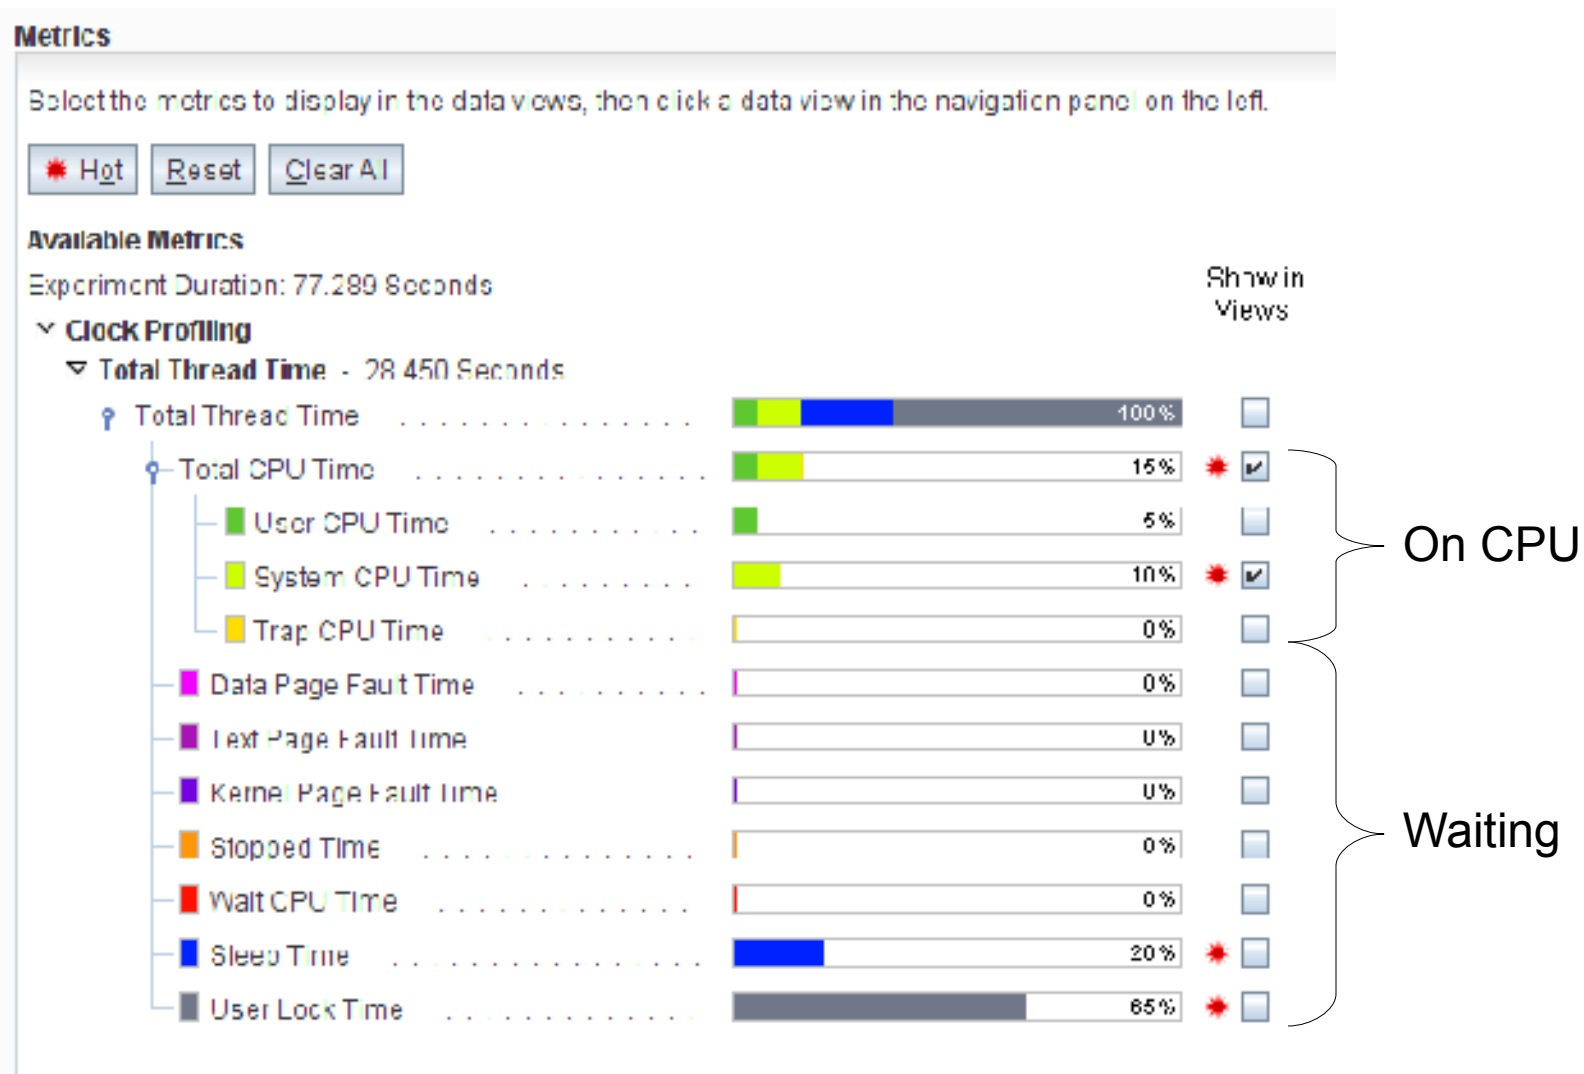 Metrics
Select the metrics to display in the data views, then click a data view in the navigation panel on the left.
Hot Reset Clear All
Available Metrics
Experiment Duration: 77.289 Seconds
Show in Views
Clock Profiling
Total Thread Time - 28.450 Seconds
Total Thread Time . . . . . . . . . . . . . . . 100%
Total CPU Time . . . . . . . . . . . . . . . 15%
User CPU Time . . . . . . . . . . . 5%
System CPU Time . . . . . . . . . 10%
Trap CPU Time . . . . . . . . . . . 0%
On CPU
Data Page Fault Time . . . . . . . . . . 0%
Text Page Fault Time 0%
Kernel Page Fault Time 0%
Stopped Time . . . . . . . . . . . . . 0%
Wait CPU Time . . . . . . . . . . . . . 0%
Sleep Time . . . . . . . . . . . . . . . . 20%
User Lock Time . . . . . . . . . . . . . 65%
Waiting